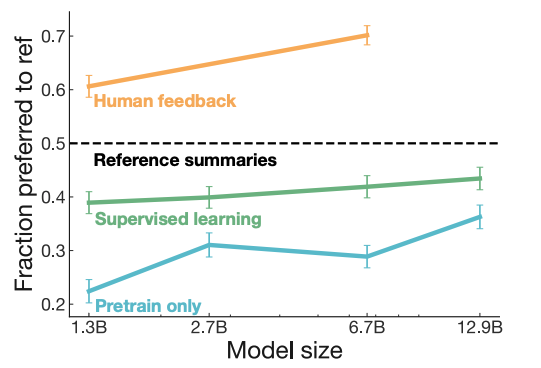 Fraction preferred to ref
0.7
0.6
0.5
0.4
0.3
0.2
Human feedback
Reference summaries
Supervised learning
Pretrain only
1.3B
2.7B
6.7B
12.9B
Model size